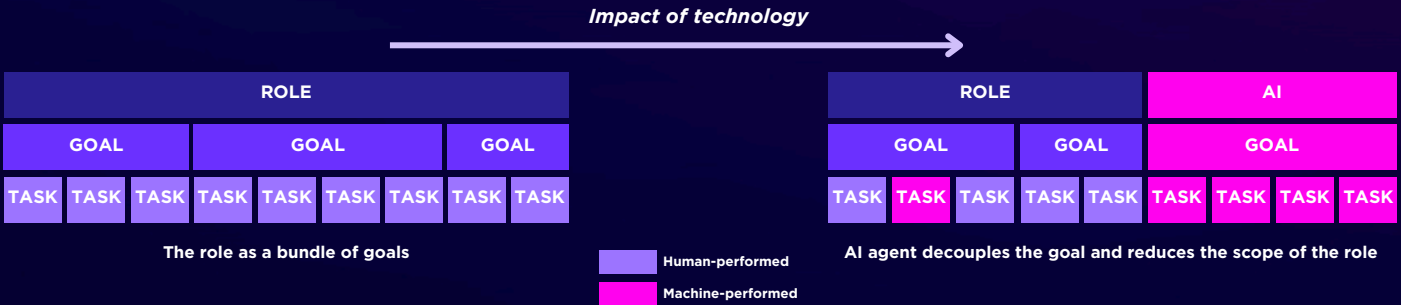 Impact of technology
ROLE
GOAL GOAL GOAL
TASK TASK TASK TASK TASK TASK TASK TASK TASK
The role as a bundle of goals
Human-performed
Machine-performed
ROLE AI
GOAL GOAL GOAL
TASK TASK TASK TASK TASK TASK TASK TASK TASK
AI agent decouples the goal and reduces the scope of the role